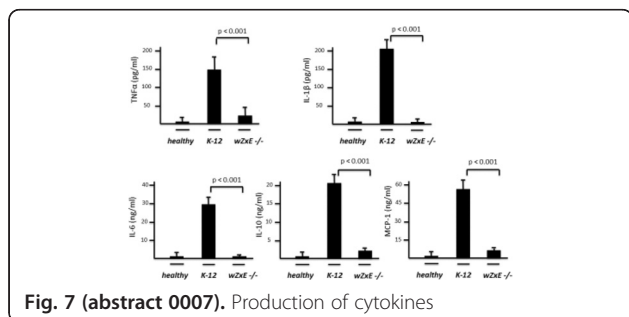 p < 0.001
p < 0.001
TNFα (pg/ml)
200
150
100
50
healthy K-12 wZxE -/-
IL-1β (pg/ml)
200
150
100
50
healthy K-12 wZxE -/-
p < 0.001
p < 0.001
p < 0.001
IL-6 (ng/ml)
40
30
20
10
healthy K-12 wZxE -/-
IL-10 (ng/ml)
20
15
10
5
healthy K-12 wZxE -/-
MCP-1 (ng/ml)
60
45
30
15
healthy K-12 wZxE -/-
Fig. 7 (abstract 0007). Production of cytokines